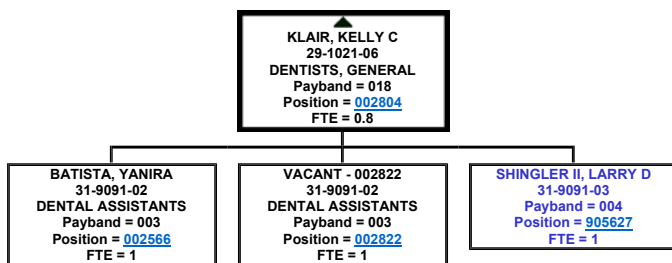 KLAIR, KELLY C
29-1021-06
DENTISTS, GENERAL
Payband = 018
Position = 002804
FTE = 0.8
BATISTA, YANIRA
31-9091-02
DENTAL ASSISTANTS
Payband = 003
Position = 002566
FTE = 1
VACANT - 002822
31-9091-02
DENTAL ASSISTANTS
Payband = 003
Position = 002822
FTE = 1
SHINGLER II, LARRY D
31-9091-03
Payband = 004
Position = 905627
FTE = 1